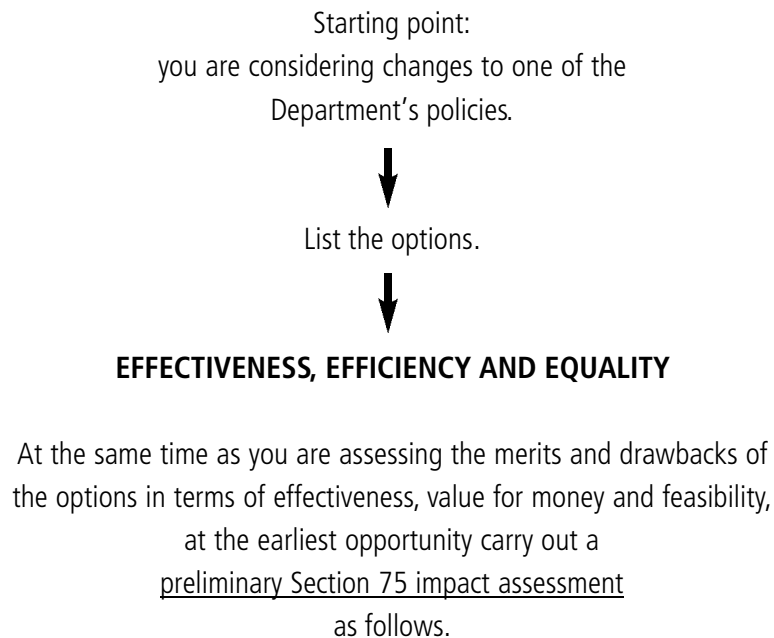 Starting point:
you are considering changes to one of the
Department’s policies.
List the options.
EFFECTIVENESS, EFFICIENCY AND EQUALITY
At the same time as you are assessing the merits and drawbacks of
the options in terms of effectiveness, value for money and feasibility,
at the earliest opportunity carry out a
preliminary Section 75 impact assessment
as follows.